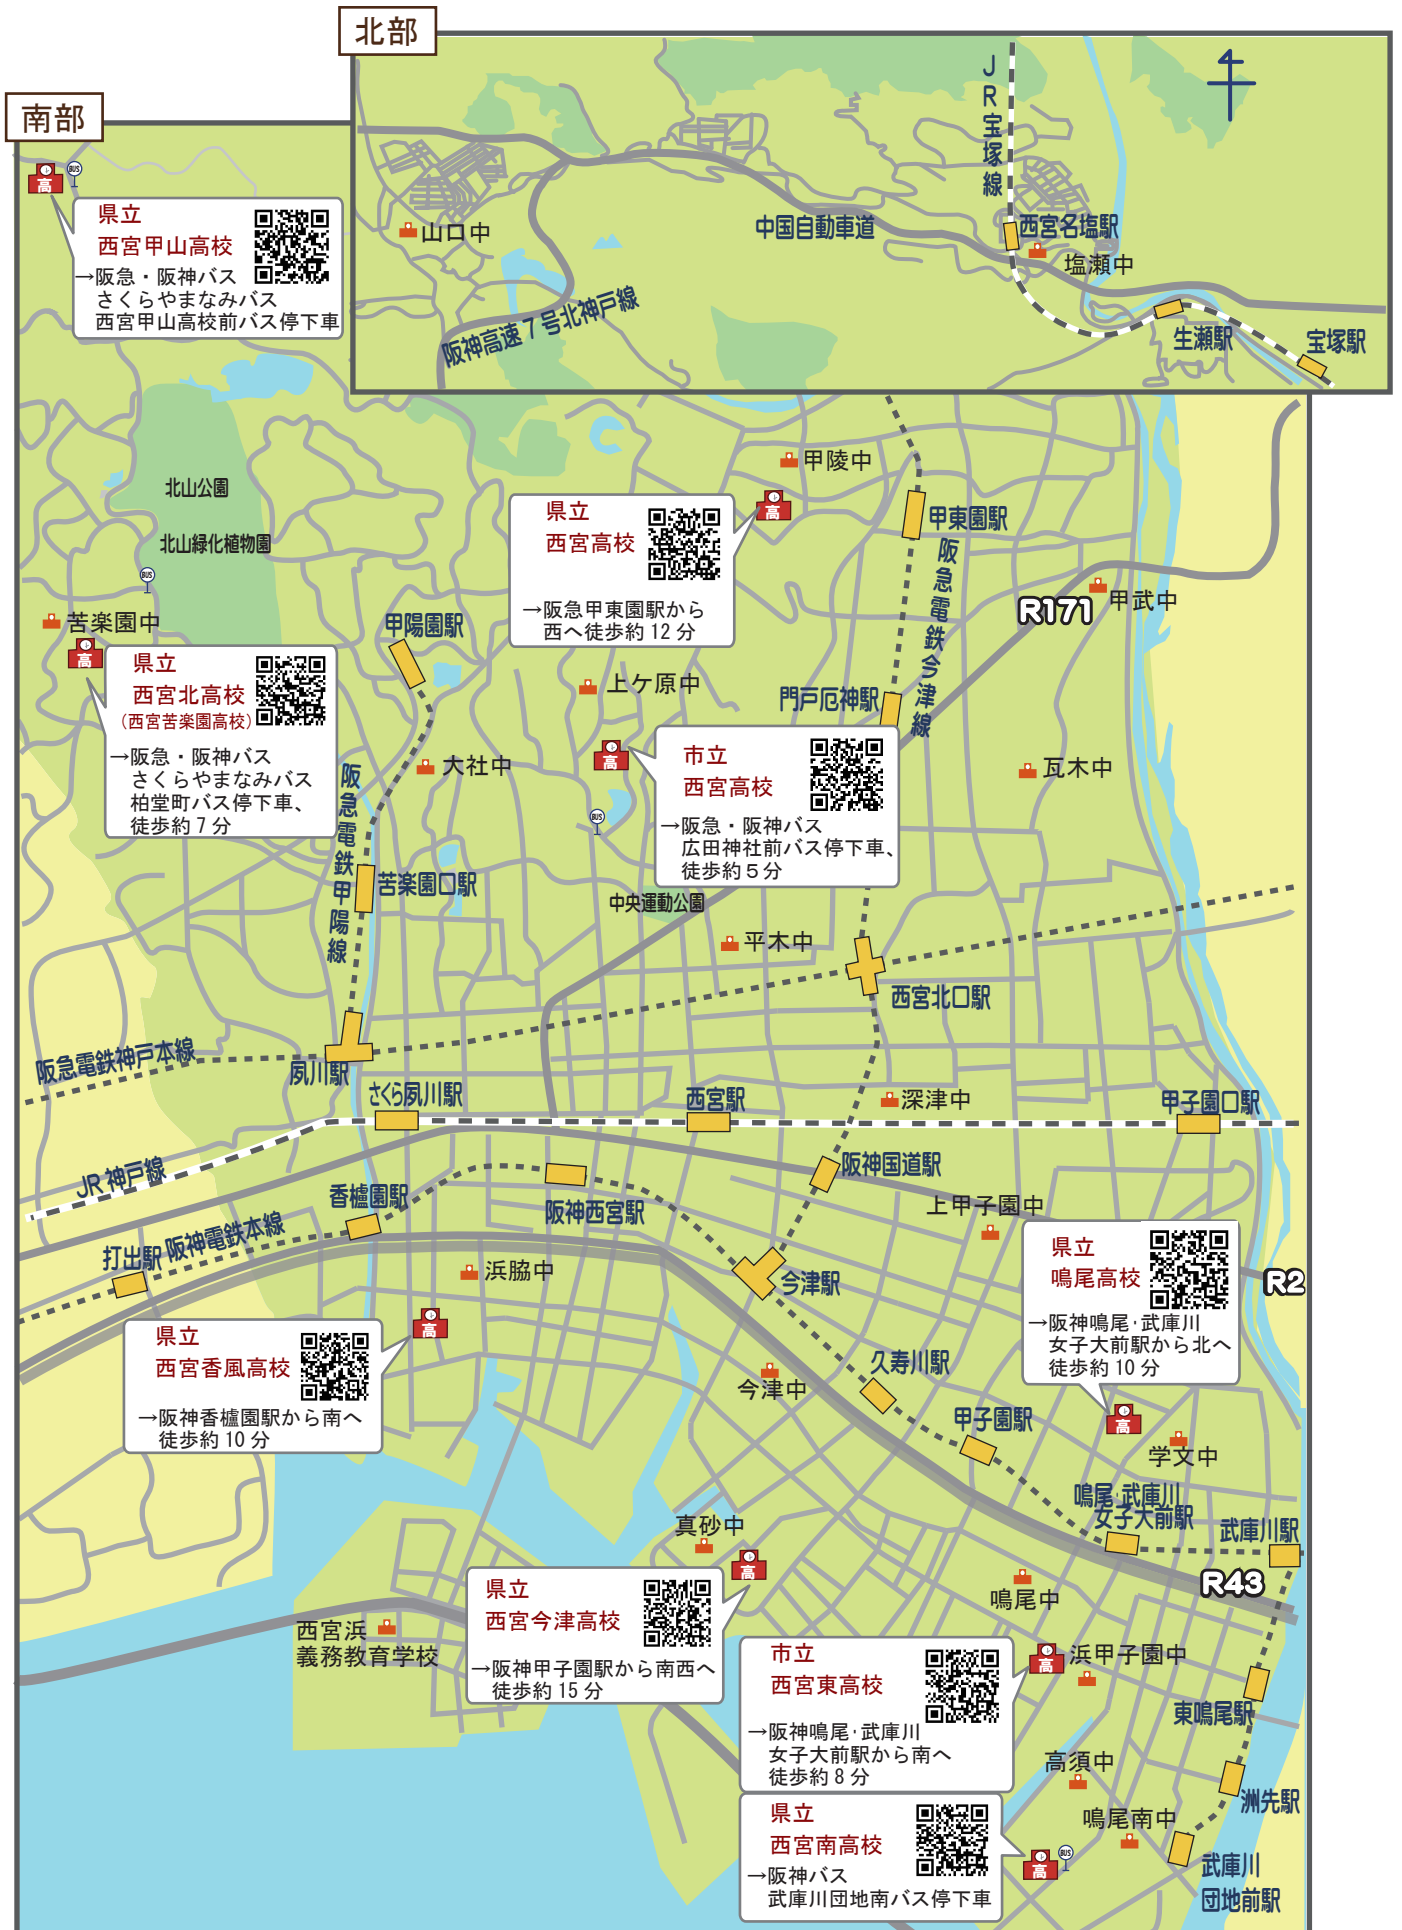 北部
南部
JR宝塚線
中国自動車道
西宮名塩駅
塩瀬中
山口中
阪神高速7号北神戸線
生瀬駅
宝塚駅
高
BUS
県立
西宮甲山高校
→阪急・阪神バス
さくらやまなみバス
西宮甲山高校前バス停下車
北山公園
北山緑化植物園
BUS
甲陵中
高
県立
西宮高校
→阪急甲東園駅から
西へ徒歩約12分
甲東園駅
阪急電鉄今津線
R171
甲武中
苦楽園中
高
県立
西宮北高校
(西宮苦楽園高校)
→阪急・阪神バス
さくらやまなみバス
柏堂町バス停下車、
徒歩約7分
甲陽園駅
上ケ原中
門戸厄神駅
大社中
高
市立
西宮高校
→阪急・阪神バス
広田神社前バス停下車、
徒歩約5分
BUS
瓦木中
阪急電鉄甲陽線
苦楽園口駅
中央運動公園
平木中
西宮北口駅
阪急電鉄神戸本線
夙川駅
さくら夙川駅
西宮駅
深津中
甲子園口駅
JR神戸線
香櫨園駅
阪神西宮駅
阪神国道駅
上甲子園中
打出駅
阪神電鉄本線
浜脇中
今津駅
県立
鳴尾高校
→阪神鳴尾・武庫川
女子大前駅から北へ
徒歩約10分
R2
高
県立
西宮香風高校
→阪神香櫨園駅から南へ
徒歩約10分
今津中
久寿川駅
甲子園駅
高
学文中
鳴尾・武庫川
女子大前駅
武庫川駅
真砂中
高
R43
鳴尾中
西宮浜
義務教育学校
県立
西宮今津高校
→阪神甲子園駅から南西へ
徒歩約15分
市立
西宮東高校
→阪神鳴尾・武庫川
女子大前駅から南へ
徒歩約8分
高
浜甲子園中
東鳴尾駅
高須中
洲先駅
鳴尾南中
県立
西宮南高校
→阪神バス
武庫川団地南バス停下車
高
BUS
武庫川
団地前駅